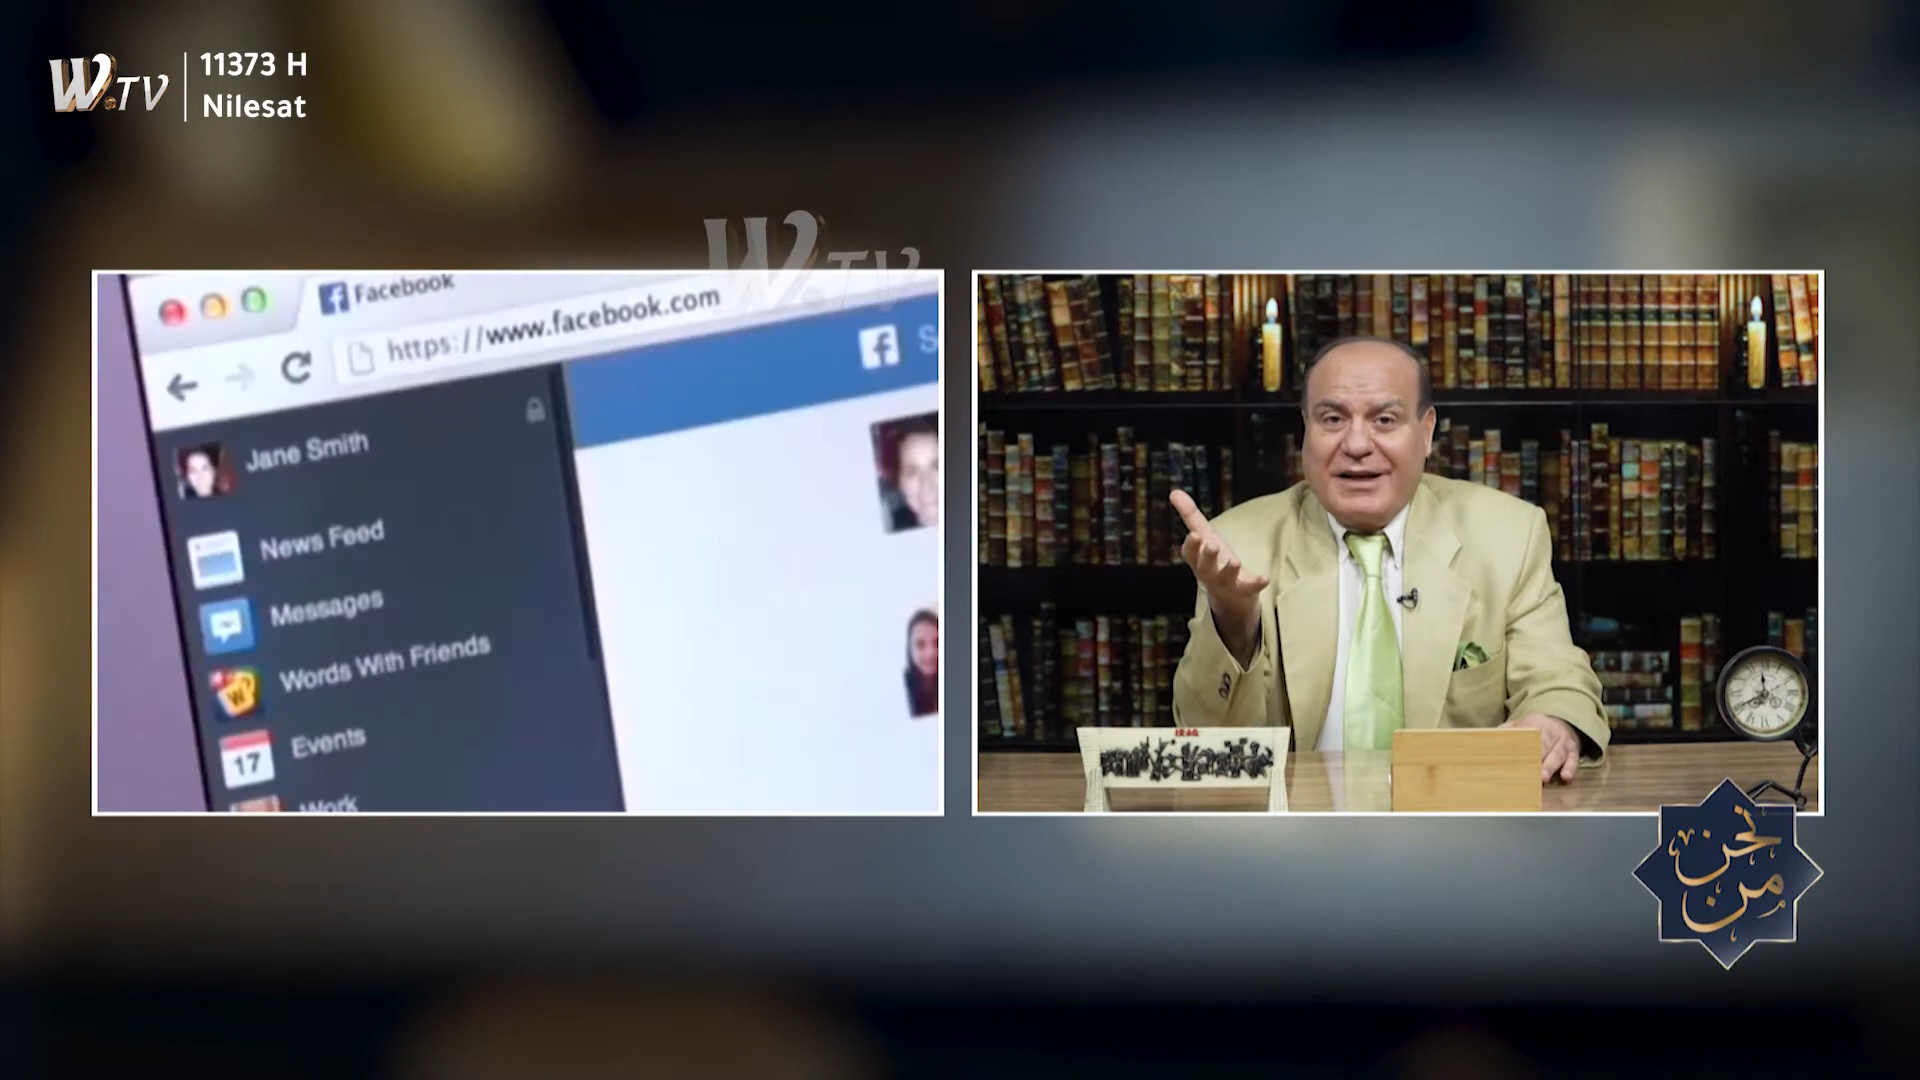 W.TV
11373 H
Nilesat
W.TV
Facebook
https://www.facebook.com
Jane Smith
News Feed
Messages
Words With Friends
17
Events
Work
IRAQ
نحن
من